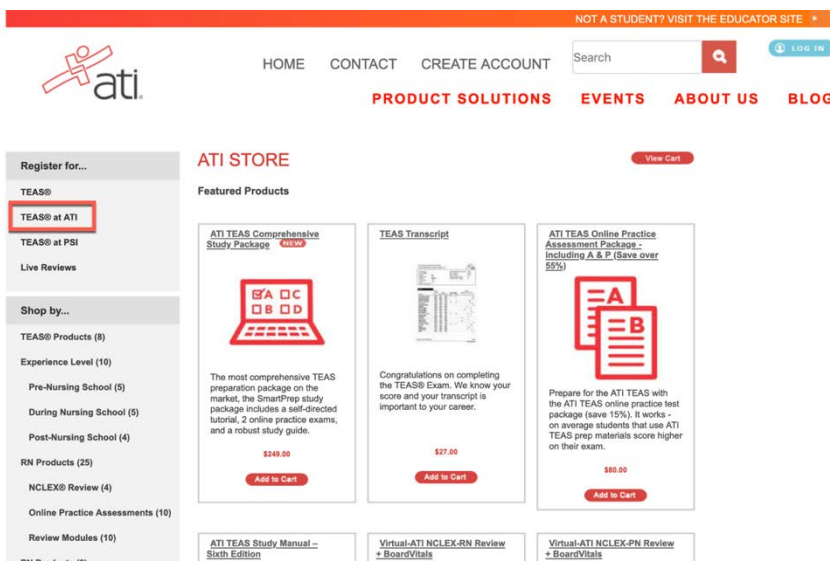 NOT A STUDENT? VISIT THE EDUCATOR SITE
ati
HOME CONTACT CREATE ACCOUNT
Search
LOG IN
PRODUCT SOLUTIONS EVENTS ABOUT US BLOG
Register for...
TEAS®
TEAS® at ATI
TEAS® at PSI
Live Reviews
Shop by...
TEAS® Products (8)
Experience Level (10)
Pre-Nursing School (5)
During Nursing School (5)
Post-Nursing School (4)
RN Products (25)
NCLEX® Review (4)
Online Practice Assessments (10)
Review Modules (10)
ATI STORE
View Cart
Featured Products
ATI TEAS Comprehensive
Study Package NEW
A C
B D
The most comprehensive TEAS
preparation package on the
market, the SmartPrep study
package includes a self-directed
tutorial, 2 online practice exams,
and a robust study guide.
$249.00
Add to Cart
TEAS Transcript
Congratulations on completing
the TEAS® Exam. We know your
score and your transcript is
important to your career.
$27.00
Add to Cart
ATI TEAS Online Practice
Assessment Package -
Including A & P (Save over
55%)
A
B
Prepare for the ATI TEAS with
the ATI TEAS online practice test
package (save 15%). It works -
on average students that use ATI
TEAS prep materials score higher
on their exam.
$80.00
Add to Cart
ATI TEAS Study Manual –
Sixth Edition
Virtual-ATI NCLEX-RN Review
+ BoardVitals
Virtual-ATI NCLEX-PN Review
+ BoardVitals